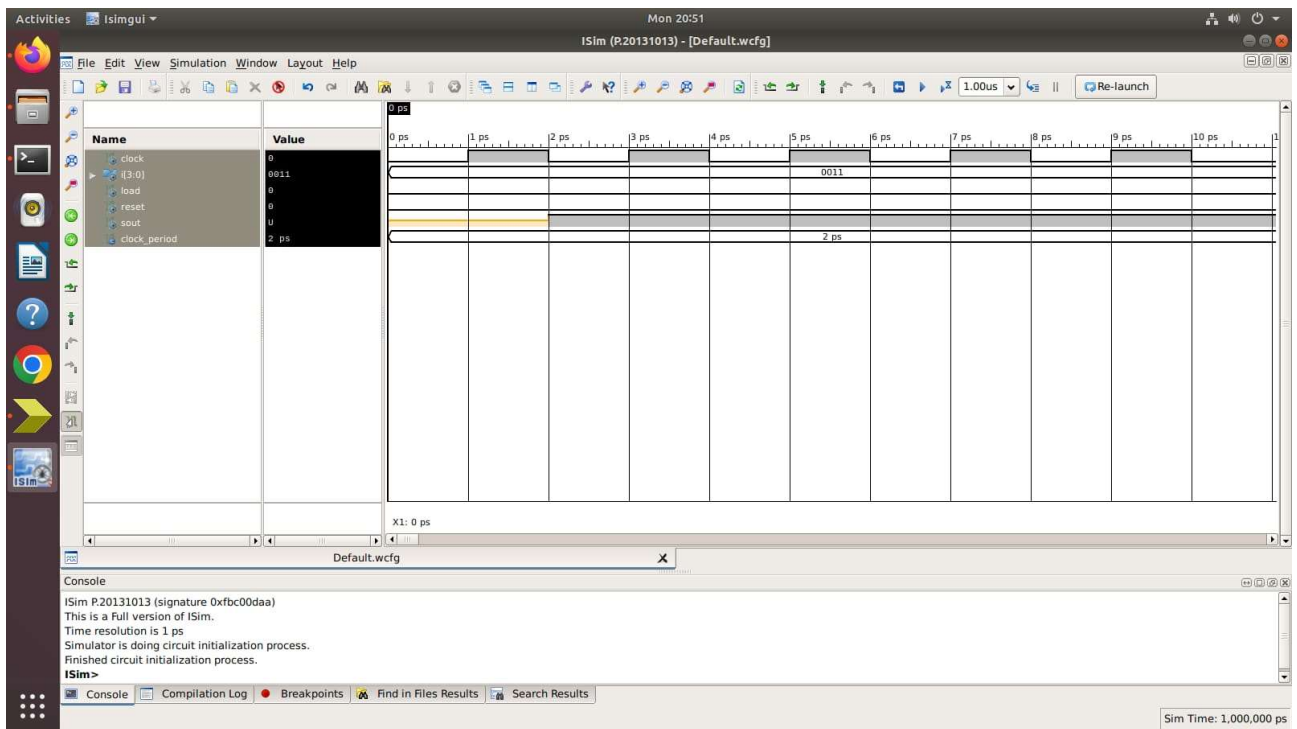 Activities Isimgui Mon 20:51
ISim (P.20131013) - [Default.wcfg]
File Edit View Simulation Window Layout Help
1.00us Re-launch
0 ps
Name Value 0 ps 1 ps 2 ps 3 ps 4 ps 5 ps 6 ps 7 ps 8 ps 9 ps 10 ps 1
clock 0
i[3:0] 0011 0011
load 0
reset 0
sout U
clock_period 2 ps 2 ps
X1: 0 ps
Default.wcfg
Console
ISim P.20131013 (signature 0xfbc00daa)
This is a Full version of ISim.
Time resolution is 1 ps
Simulator is doing circuit initialization process.
Finished circuit initialization process.
ISim>
Console Compilation Log Breakpoints Find in Files Results Search Results
Sim Time: 1,000,000 ps
ISim